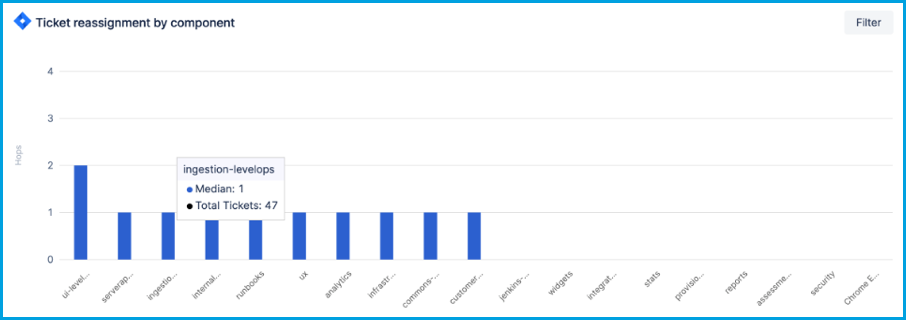 Ticket reassignment by component
Filter
Hops
4
3
2
1
0
ingestion-levelops
Median: 1
Total Tickets: 47
ui-level...
serverap...
ingestio...
internal...
runbooks
ux
analytics
infrastr...
commons-...
customer...
jenkins-...
widgets
integrat...
stats
provisio...
reports
assessme...
security
Chrome E...